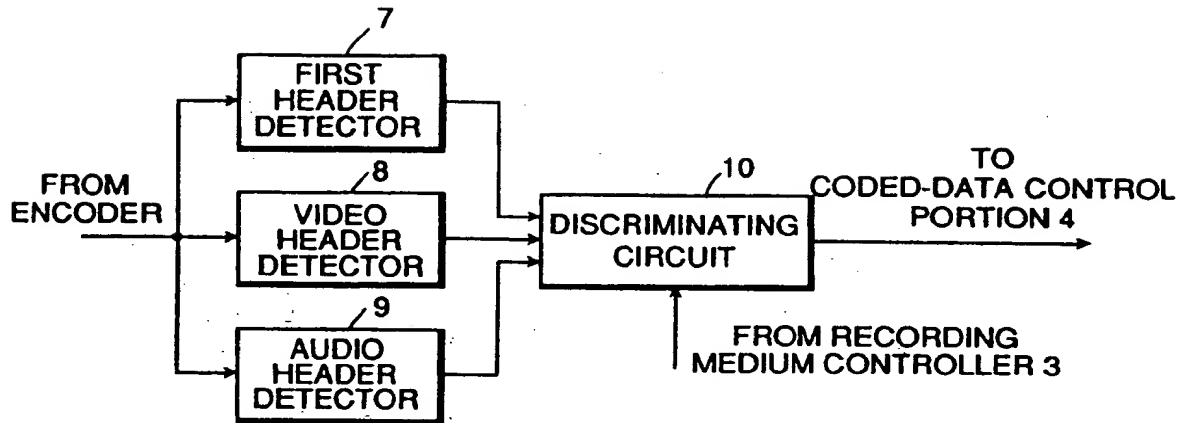 7
FIRST
HEADER
DETECTOR
FROM
ENCODER
8
VIDEO
HEADER
DETECTOR
9
AUDIO
HEADER
DETECTOR
10
DISCRIMINATING
CIRCUIT
TO
CODED-DATA CONTROL
PORTION 4
FROM RECORDING
MEDIUM CONTROLLER 3